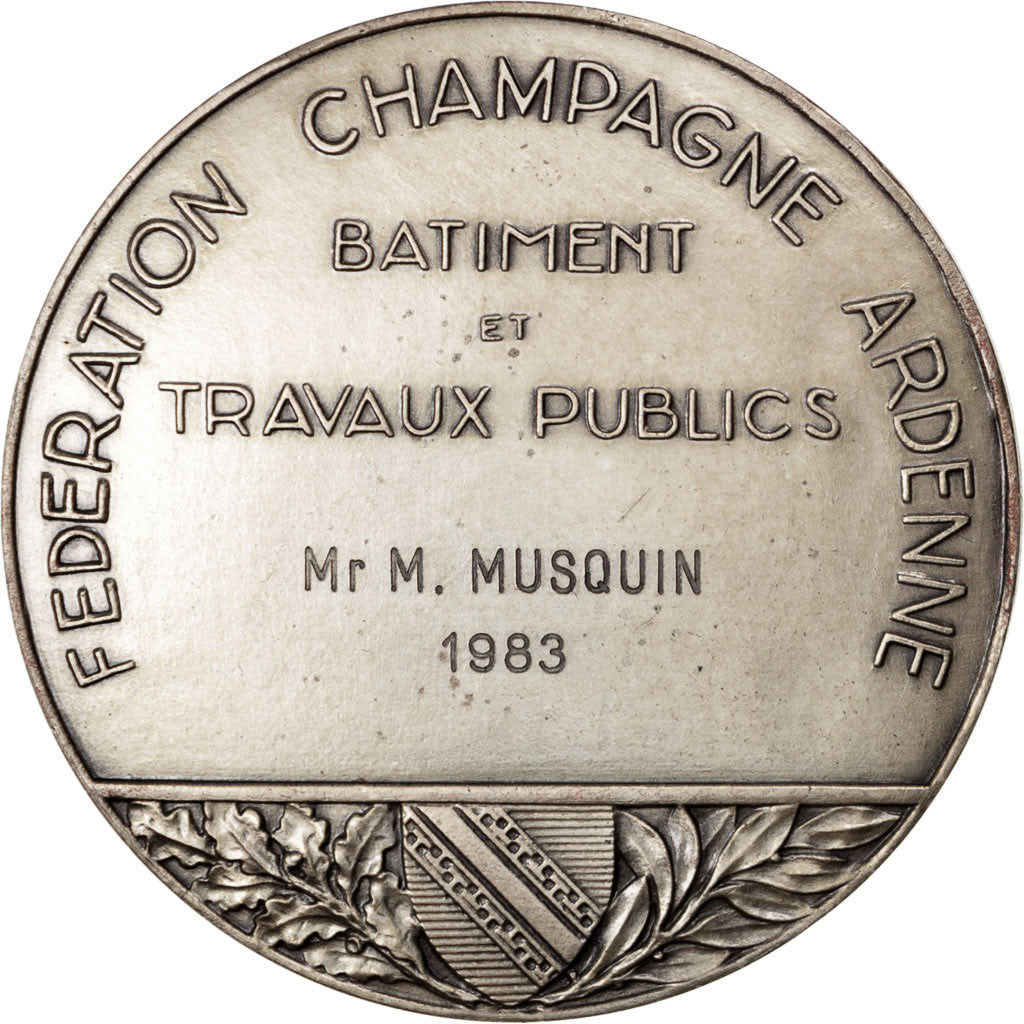 FEDERATION CHAMPAGNE ARDENNE
BATIMENT
ET
TRAVAUX PUBLICS
Mr M. MUSQUIN
1983